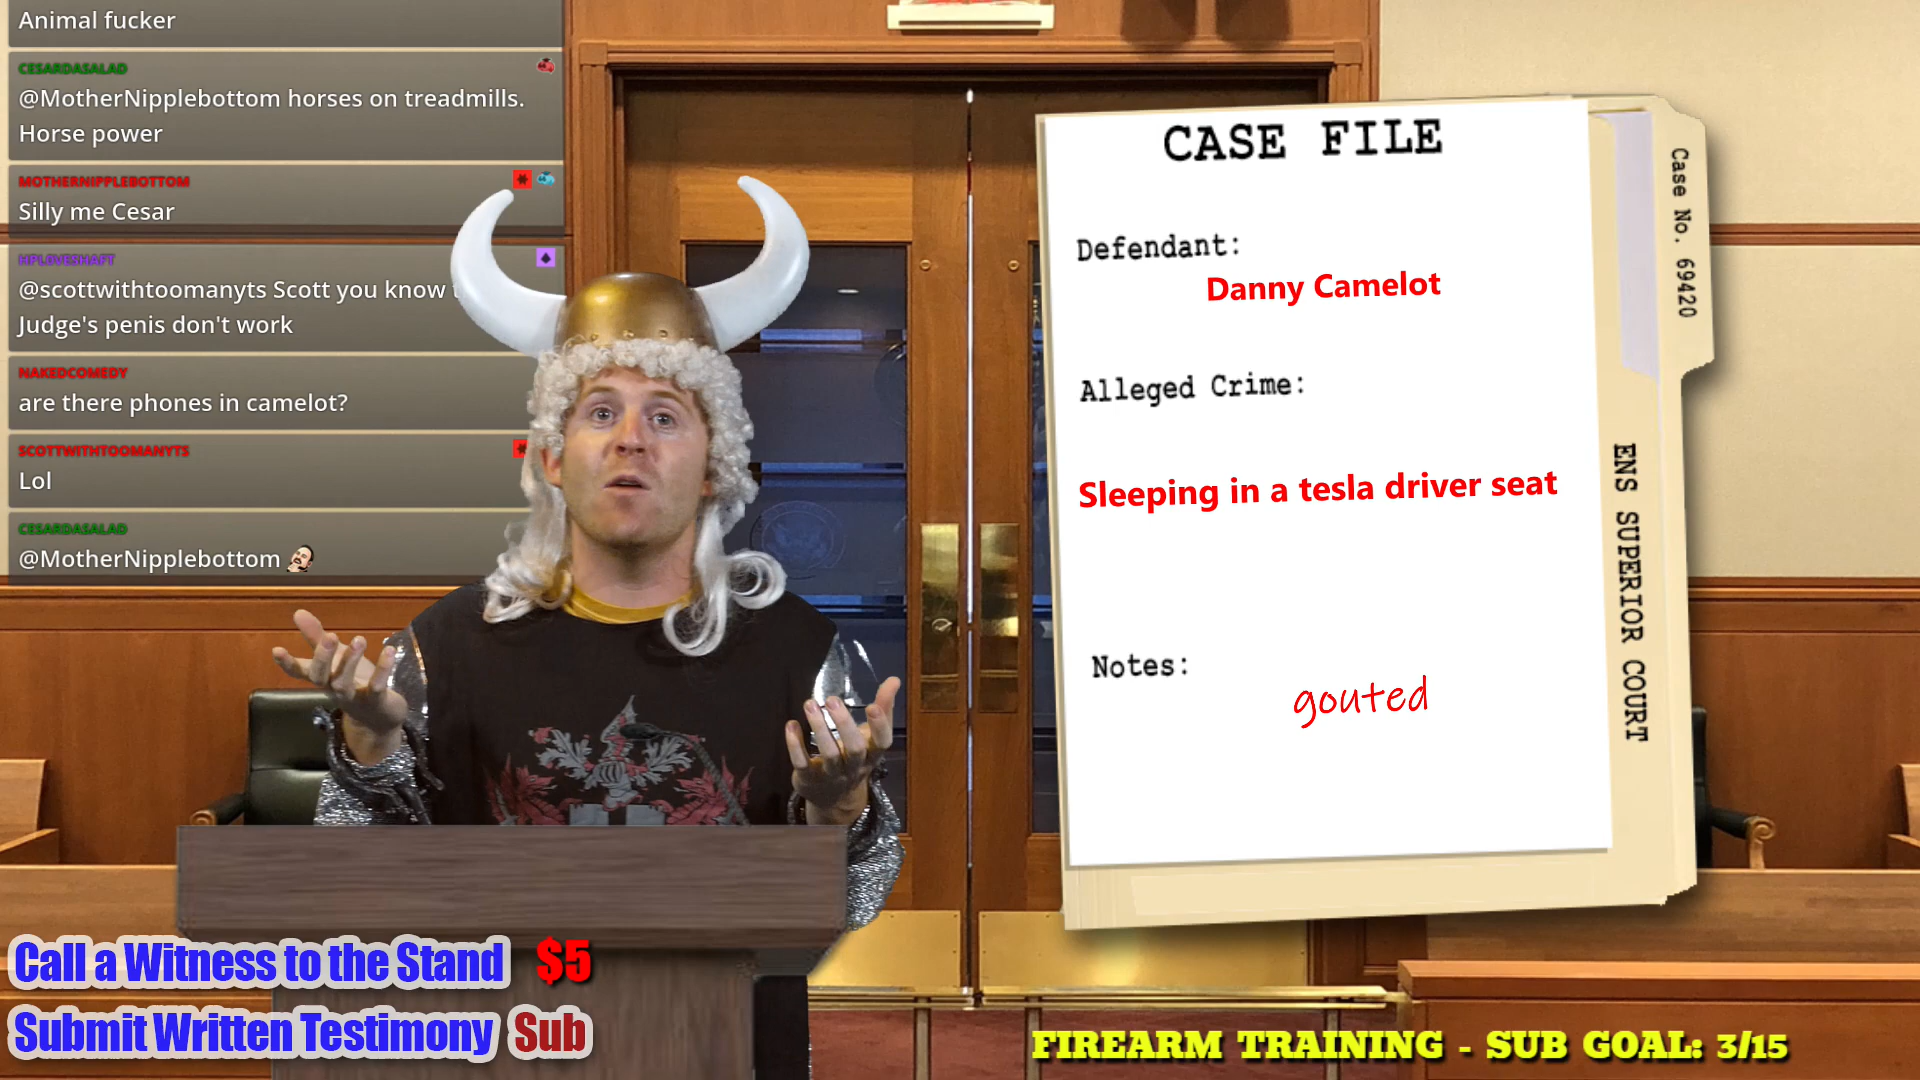 Animal fucker
CESARDASALAD
@MotherNipplebottom horses on treadmills.
Horse power
MOTHERNIPPLEBOTTOM
Silly me Cesar
HPL0VESHAFT
@scottwithtoomanyts Scott you know
Judge's penis don't work
NAKEDCOMEDY
are there phones in camelot?
SCOTTWITHTOOMANYTS
Lol
CESARDASALAD
@MotherNipplebottom
CASE FILE
Defendant:
Danny Camelot
Alleged Crime:
Sleeping in a tesla driver seat
Notes:
gouted
Case No. 69420
ENS SUPERIOR COURT
Call a Witness to the Stand $5
Submit Written Testimony Sub
FIREARM TRAINING - SUB GOAL: 3/15